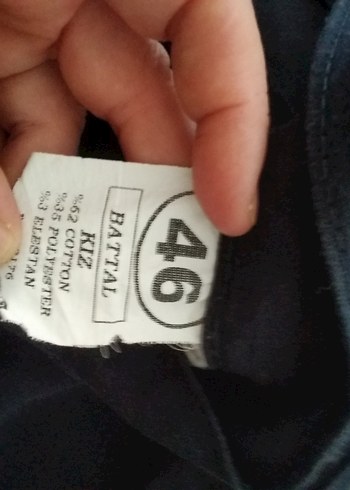 46
BATTAL
KIZ
%62 COTTON
%35 POLYESTER
%3 ELESTAN